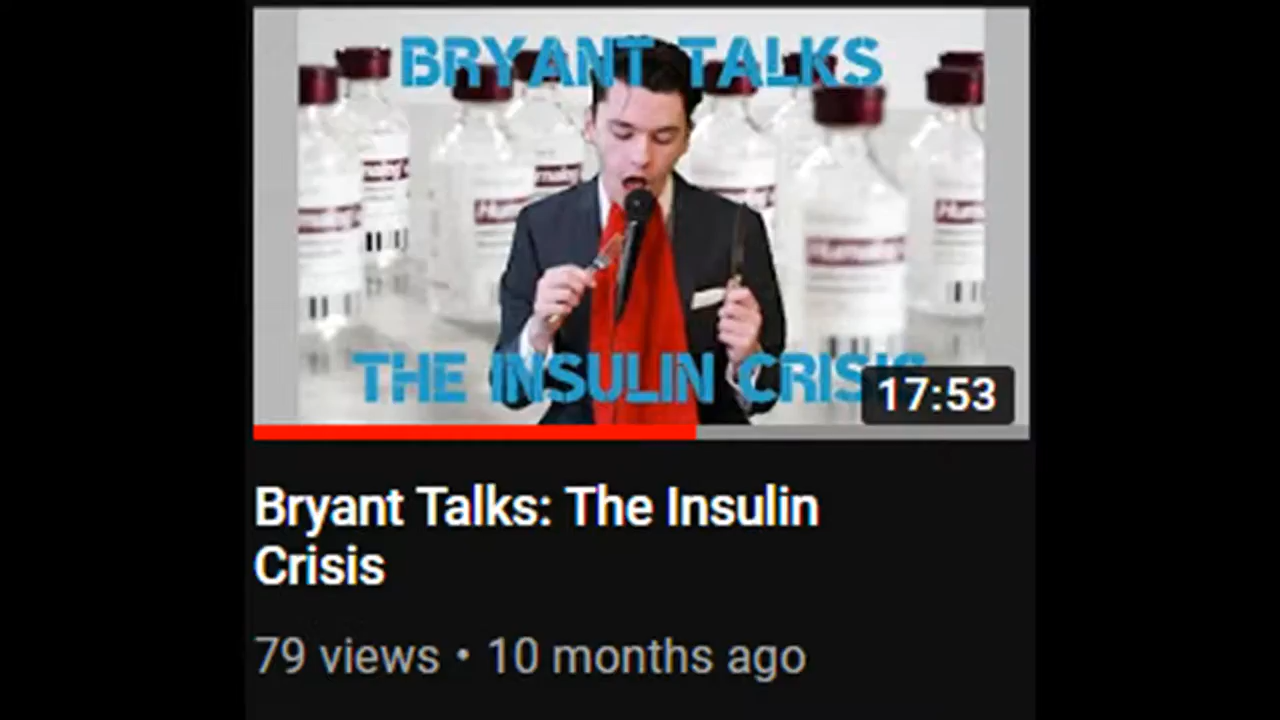 BRYANT TALKS
THE INSULIN CRISIS
17:53
Bryant Talks: The Insulin
Crisis
79 views • 10 months ago